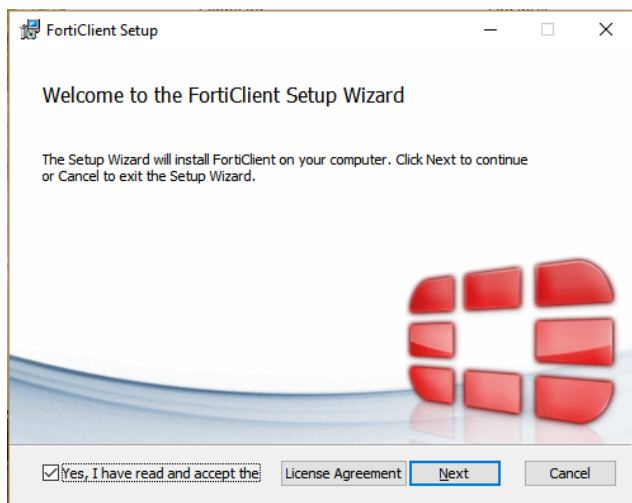 FortiClient Setup
Welcome to the FortiClient Setup Wizard
The Setup Wizard will install FortiClient on your computer. Click Next to continue
or Cancel to exit the Setup Wizard.
Yes, I have read and accept the License Agreement Next Cancel